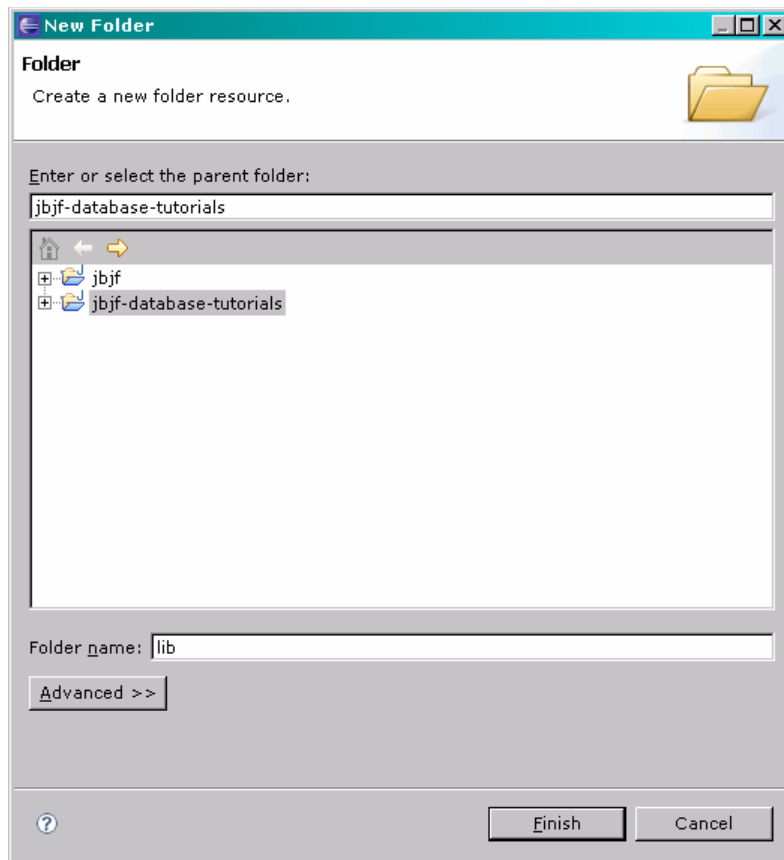 New Folder
Folder
Create a new folder resource.
Enter or select the parent folder:
jbjf-database-tutorials
jbjf
jbjf-database-tutorials
Folder name: lib
Advanced >>
Finish Cancel